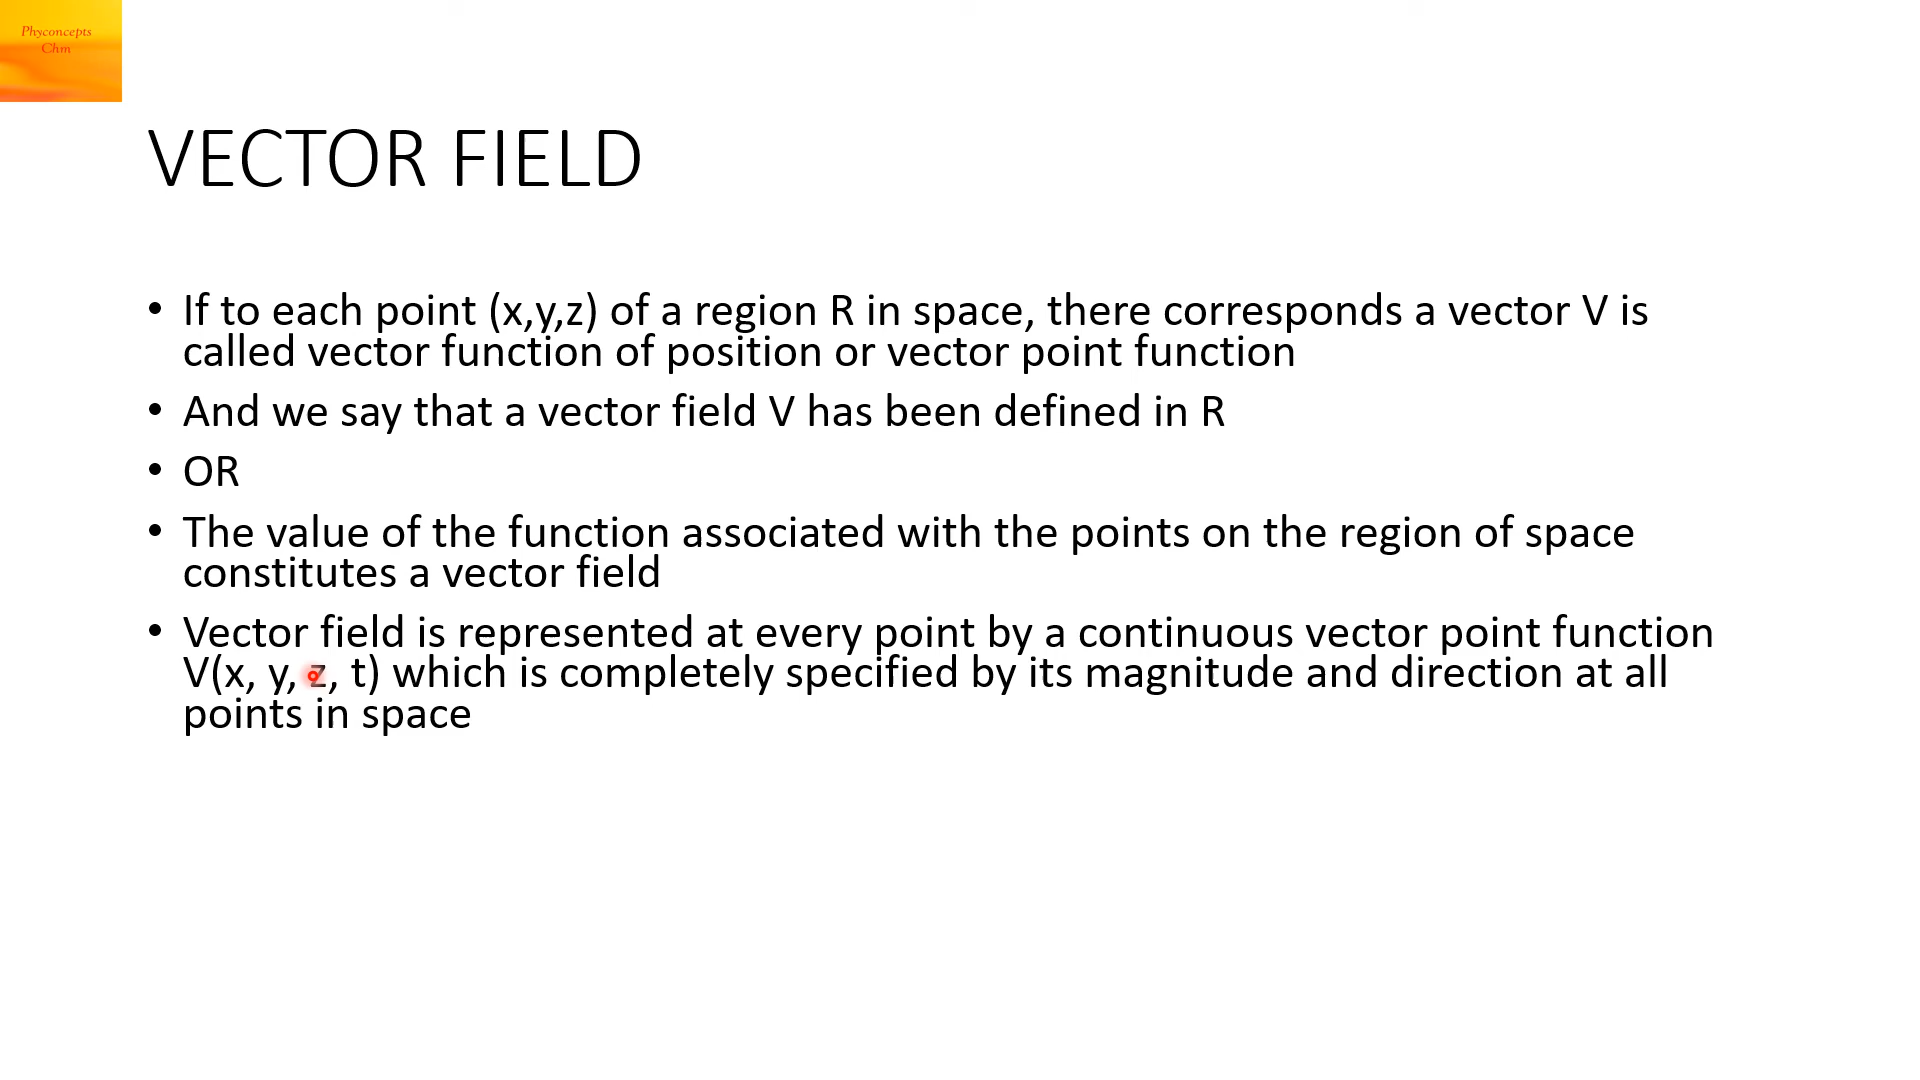 Phyconcepts
Chm
VECTOR FIELD
• If to each point (x,y,z) of a region R in space, there corresponds a vector V is
called vector function of position or vector point function
• And we say that a vector field V has been defined in R
• OR
• The value of the function associated with the points on the region of space
constitutes a vector field
• Vector field is represented at every point by a continuous vector point function
V(x, y, z, t) which is completely specified by its magnitude and direction at all
points in space